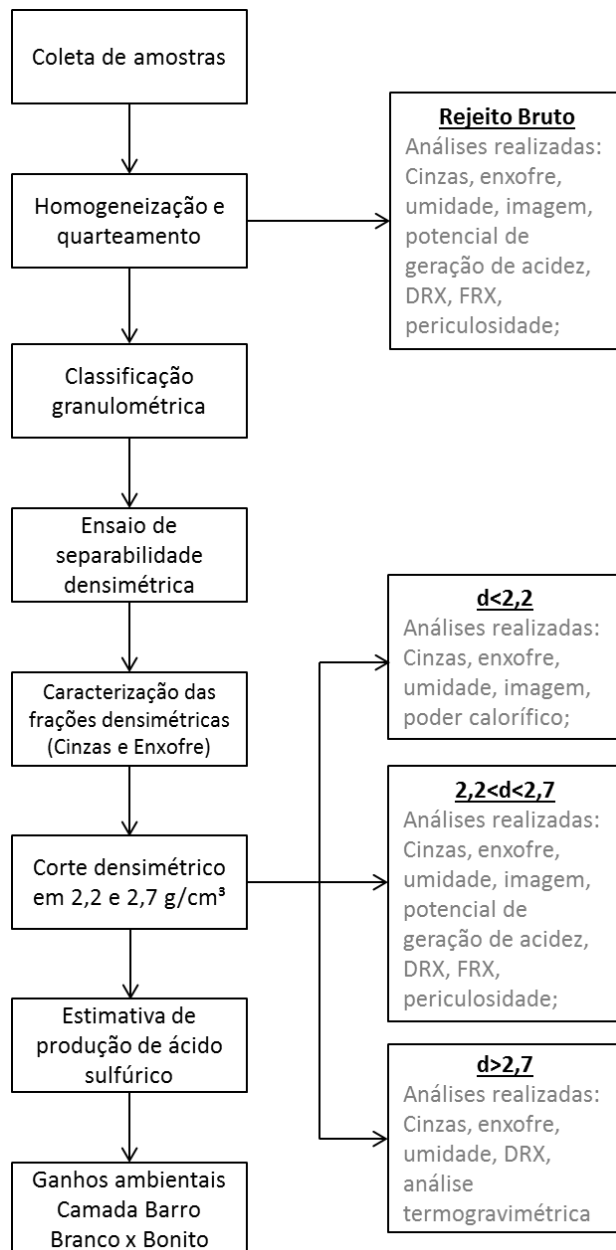 Coleta de amostras
Homogeneização e
quarteamento
Rejeito Bruto
Análises realizadas:
Cinzas, enxofre,
umidade, imagem,
potencial de
geração de acidez,
DRX, FRX,
periculosidade;
Classificação
granulométrica
Ensaio de
separabilidade
densimétrica
Caracterização das
frações densimétricas
(Cinzas e Enxofre)
Corte densimétrico
em 2,2 e 2,7 g/cm³
d<2,2
Análises realizadas:
Cinzas, enxofre,
umidade, imagem,
poder calorífico;
2,2<d<2,7
Análises realizadas:
Cinzas, enxofre,
umidade, imagem,
potencial de
geração de acidez,
DRX, FRX,
periculosidade;
d>2,7
Análises realizadas:
Cinzas, enxofre,
umidade, DRX,
análise
termogravimétrica
Estimativa de
produção de ácido
sulfúrico
Ganhos ambientais
Camada Barro
Branco x Bonito